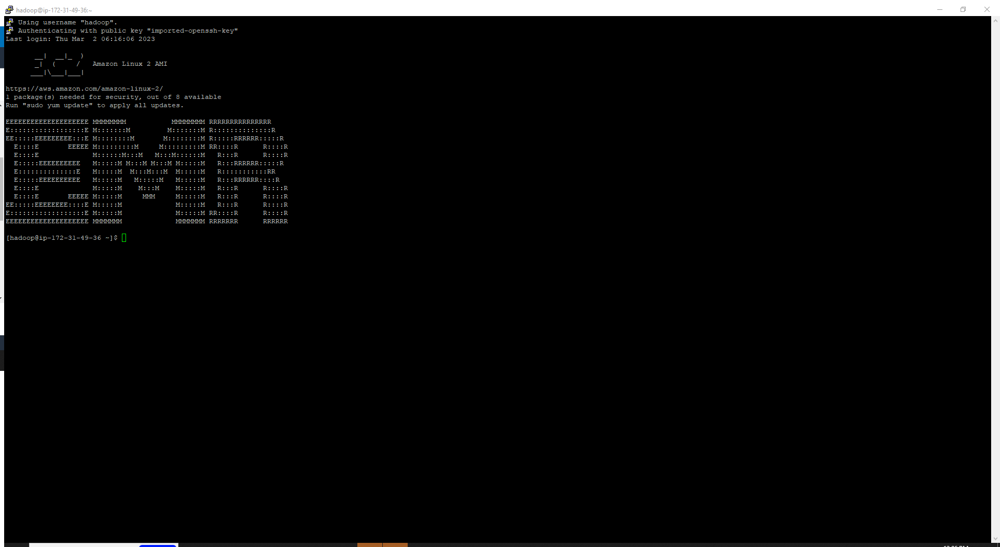 hadoop@ip-172-31-49-36:~
Using username "hadoop".
Authenticating with public key "imported-openssh-key"
Last login: Thu Mar  2 06:16:06 2023

       __|  __|_  )
       _|  (     /   Amazon Linux 2 AMI
      ___|\___|___|

https://aws.amazon.com/amazon-linux-2/
1 package(s) needed for security, out of 8 available
Run "sudo yum update" to apply all updates.

EEEEEEEEEEEEEEEEEEEE MMMMMMMM           MMMMMMMM RRRRRRRRRRRRRRR
E::::::::::::::::::E M:::::::M         M:::::::M R::::::::::::::R
EE:::::EEEEEEEEE:::E M::::::::M       M::::::::M R:::::RRRRRR:::::R
  E::::E       EEEEE M:::::::::M     M:::::::::M RR::::R      R::::R
  E::::E             M::::::M:::M   M:::M::::::M   R:::R      R::::R
  E:::::EEEEEEEEEE   M:::::M M:::M M:::M M:::::M   R:::RRRRRR:::::R
  E::::::::::::::E   M:::::M  M:::M:::M  M:::::M   R:::::::::::RR
  E:::::EEEEEEEEEE   M:::::M   M:::::M   M:::::M   R:::RRRRRR::::R
  E::::E             M:::::M    M:::M    M:::::M   R:::R      R::::R
  E::::E       EEEEE M:::::M     MMM     M:::::M   R:::R      R::::R
EE:::::EEEEEEEE::::E M:::::M             M:::::M   R:::R      R::::R
E::::::::::::::::::E M:::::M             M:::::M RR::::R      R::::R
EEEEEEEEEEEEEEEEEEEE MMMMMMM             MMMMMMM RRRRRRR      RRRRRR

[hadoop@ip-172-31-49-36 ~]$